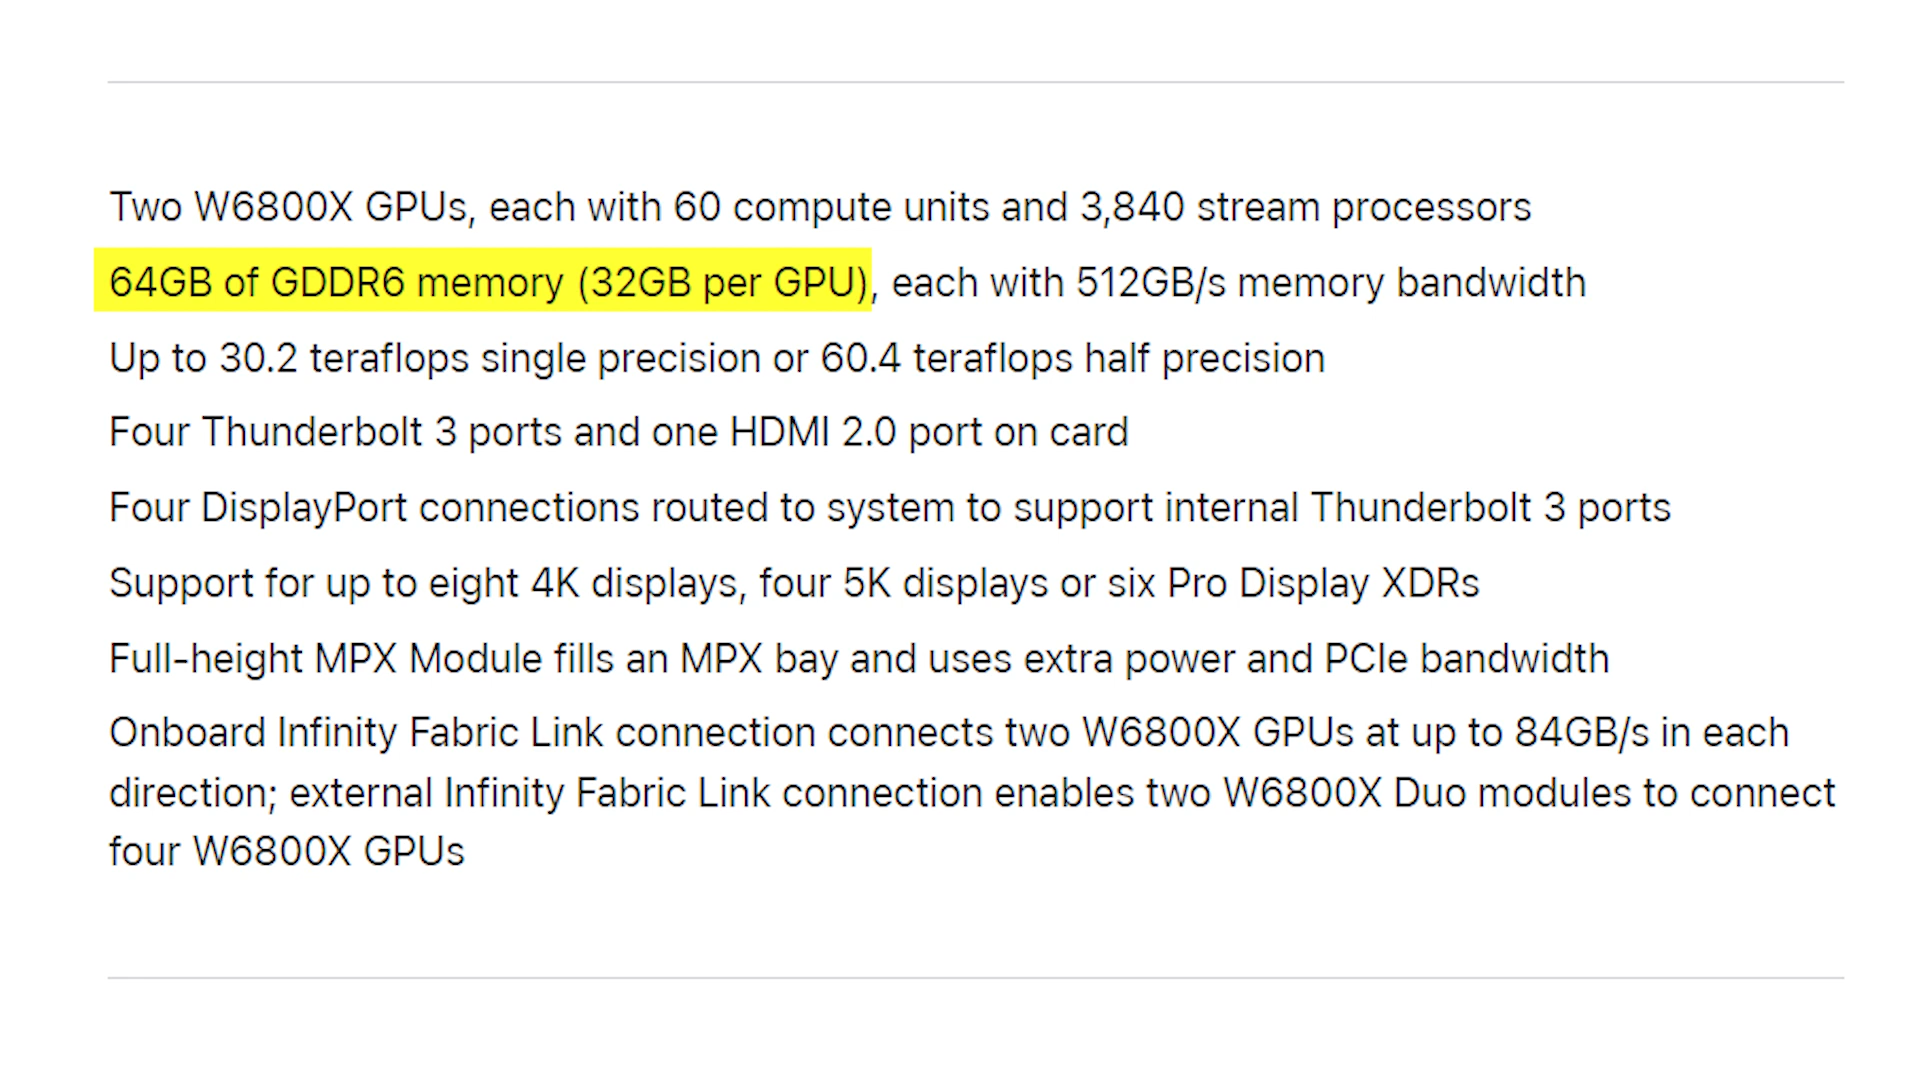 Two W6800X GPUs, each with 60 compute units and 3,840 stream processors
64GB of GDDR6 memory (32GB per GPU), each with 512GB/s memory bandwidth
Up to 30.2 teraflops single precision or 60.4 teraflops half precision
Four Thunderbolt 3 ports and one HDMI 2.0 port on card
Four DisplayPort connections routed to system to support internal Thunderbolt 3 ports
Support for up to eight 4K displays, four 5K displays or six Pro Display XDRs
Full-height MPX Module fills an MPX bay and uses extra power and PCIe bandwidth
Onboard Infinity Fabric Link connection connects two W6800X GPUs at up to 84GB/s in each
direction; external Infinity Fabric Link connection enables two W6800X Duo modules to connect
four W6800X GPUs